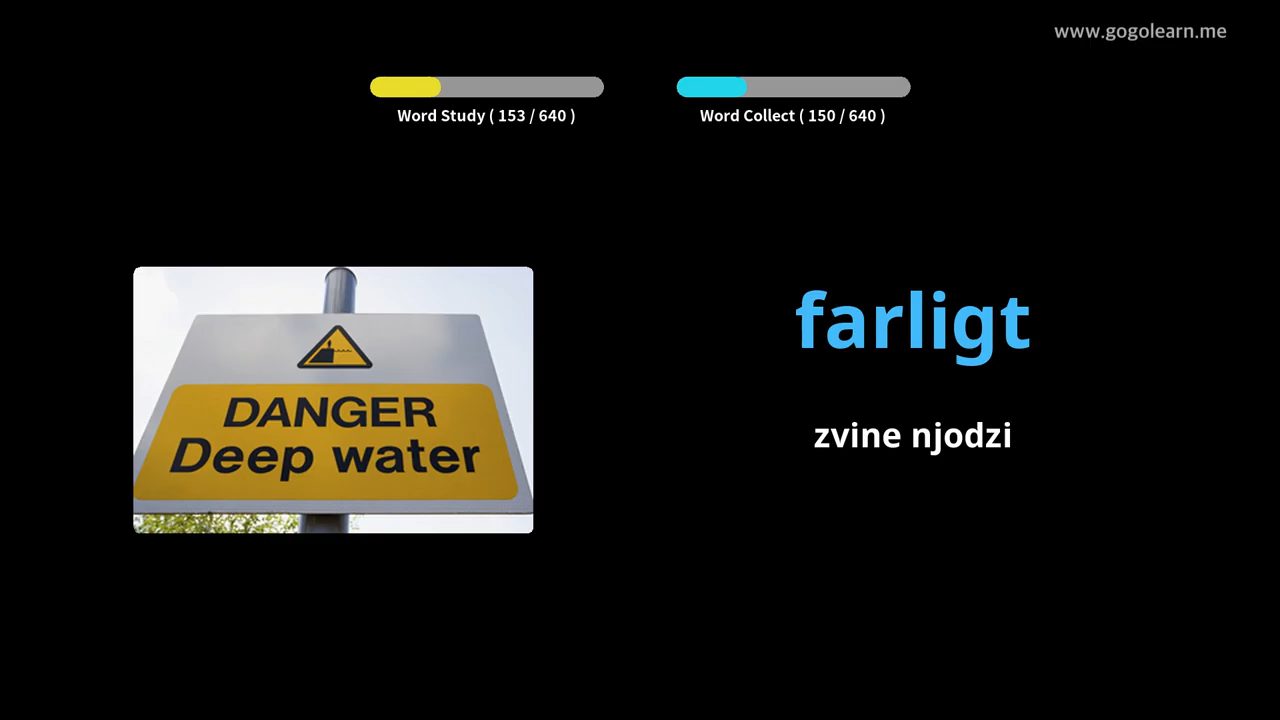 www.gogolearn.me
Word Study ( 153 / 640 )
Word Collect ( 150 / 640 )
DANGER
Deep water
farligt
zvine njodzi